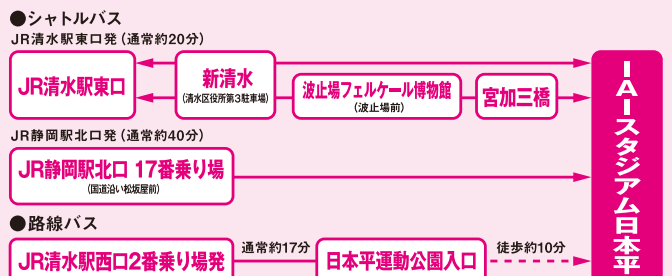 ●シャトルバス
JR清水駅東口発（通常約20分）
JR清水駅東口
新清水
（清水区役所第3駐車場）
波止場フェルケール博物館
（波止場前）
宮加三橋
JR静岡駅北口発（通常約40分）
JR静岡駅北口 17番乗り場
（国道沿い松坂屋前）
●路線バス
JR清水駅西口2番乗り場発
通常約17分
日本平運動公園入口
徒歩約10分
IAIスタジアム日本平